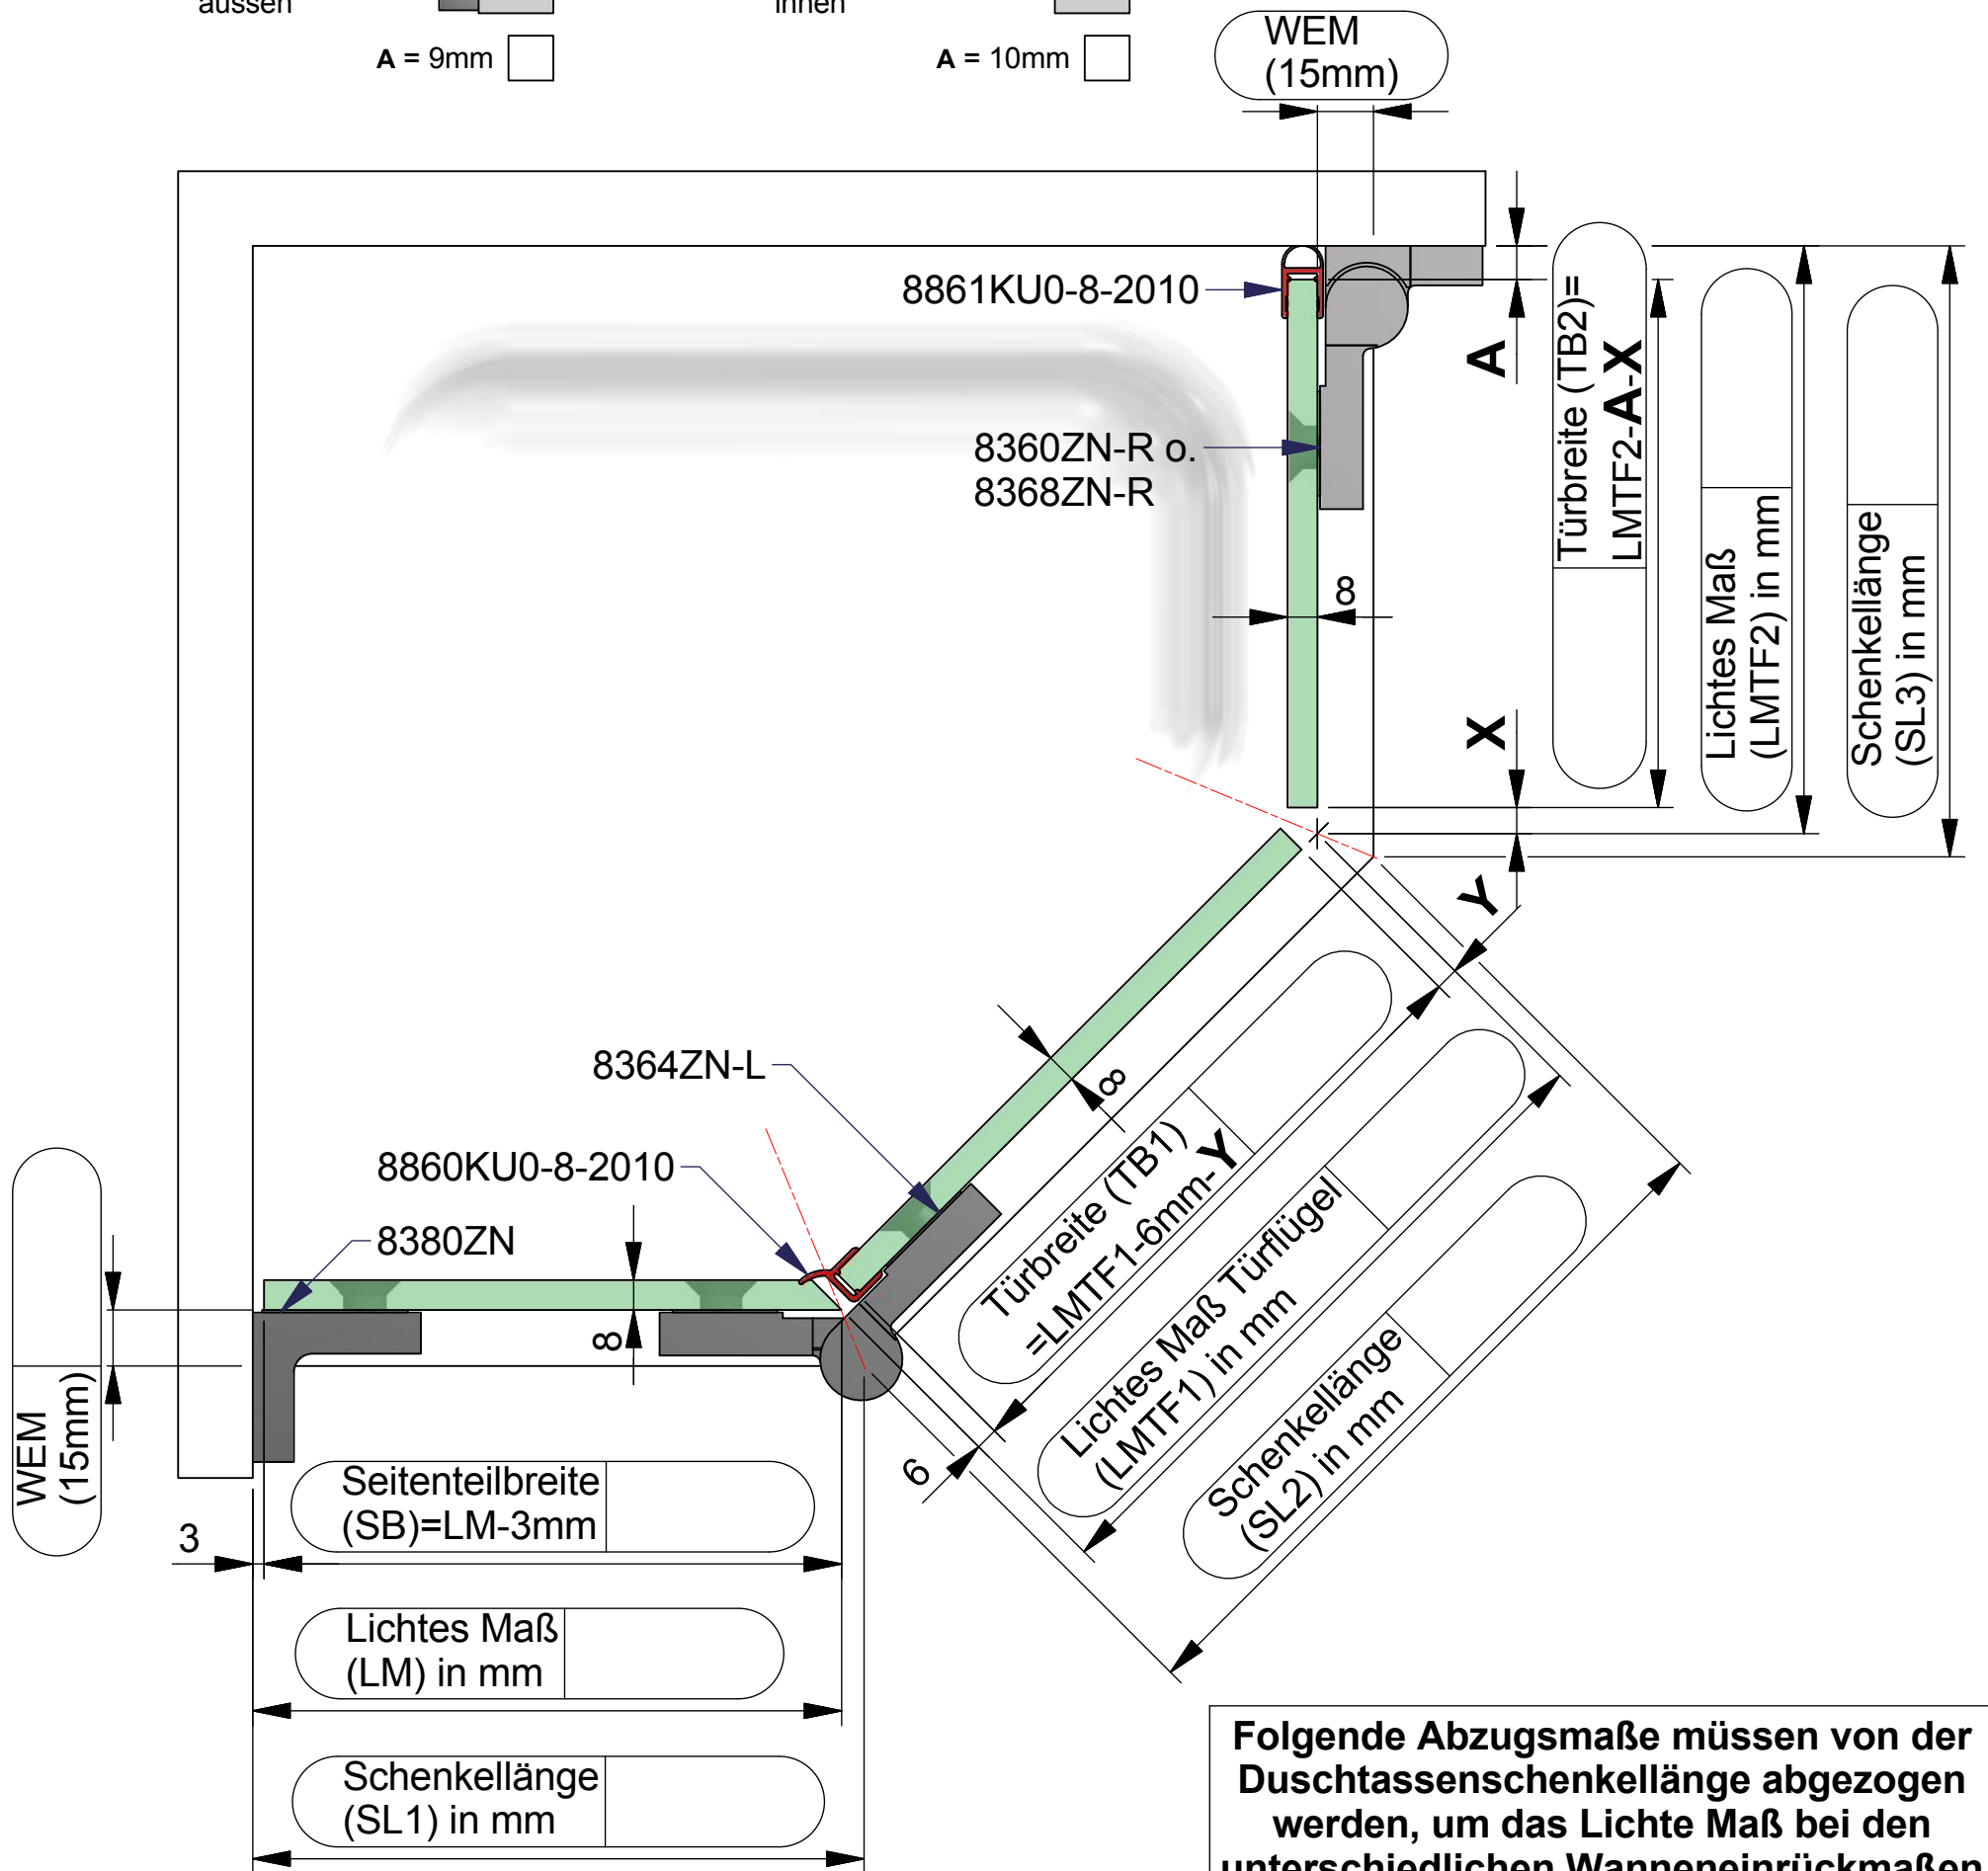 aussen
innen
A = 9mm
A = 10mm
WEM
(15mm)
8861KU0-8-2010
A
Türbreite (TB2)=
LMTF2-A-X
Lichtes Maß
(LMTF2) in mm
Schenkellänge
(SL3) in mm
8360ZN-R o.
8368ZN-R
8
X
Y
8364ZN-L
8
8860KU0-8-2010
8380ZN
8
Türbreite (TB1)
=LMTF1-6mm-Y
Lichtes Maß Türflügel
(LMTF1) in mm
Schenkellänge
(SL2) in mm
6
WEM
(15mm)
3
Seitenteilbreite
(SB)=LM-3mm
Lichtes Maß
(LM) in mm
Schenkellänge
(SL1) in mm
Folgende Abzugsmaße müssen von der
Duschtassenschenkellänge abgezogen
werden, um das Lichte Maß bei den
unterschiedlichen Wanneneinrückmaßen